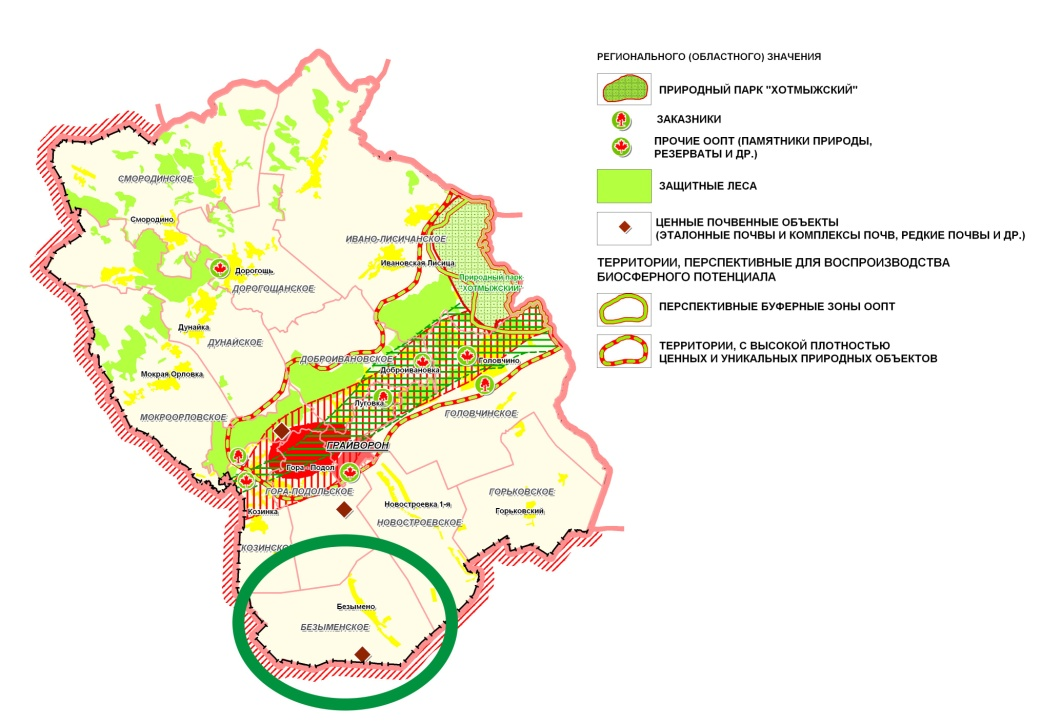 РЕГИОНАЛЬНОГО (ОБЛАСТНОГО) ЗНАЧЕНИЯ
ПРИРОДНЫЙ ПАРК "ХОТМЫЖСКИЙ"
ЗАКАЗНИКИ
ПРОЧИЕ ООПТ (ПАМЯТНИКИ ПРИРОДЫ,
РЕЗЕРВАТЫ И ДР.)
ЗАЩИТНЫЕ ЛЕСА
ЦЕННЫЕ ПОЧВЕННЫЕ ОБЪЕКТЫ
(ЭТАЛОННЫЕ ПОЧВЫ И КОМПЛЕКСЫ ПОЧВ, РЕДКИЕ ПОЧВЫ И ДР.)
ТЕРРИТОРИИ, ПЕРСПЕКТИВНЫЕ ДЛЯ ВОСПРОИЗВОДСТВА
БИОСФЕРНОГО ПОТЕНЦИАЛА
ПЕРСПЕКТИВНЫЕ БУФЕРНЫЕ ЗОНЫ ООПТ
ТЕРРИТОРИИ, С ВЫСОКОЙ ПЛОТНОСТЬЮ
ЦЕННЫХ И УНИКАЛЬНЫХ ПРИРОДНЫХ ОБЪЕКТОВ
СМОРОДИНСКОЕ
Смородино
ИВАНО-ЛИСИЧАНСКОЕ
Ивановская Лисица
Дорогощь
Природный парк
"ХОТМЫЖСКИЙ"
ДОРОГОЩАНСКОЕ
Дунайка
ДУНАЙСКОЕ
ДОБРОИВАНОВСКОЕ
Головчино
Доброивановка
Мокрая Орловка
Луговка
МОКРООРЛОВСКОЕ
ГОЛОВЧИНСКОЕ
ГРАЙВОРОН
Гора - Подол
ГОРА-ПОДОЛЬСКОЕ
ГОРЬКОВСКОЕ
Новостроевка 1-я
Козинка
Горьковский
НОВОСТРОЕВСКОЕ
КОЗИНСКО
Безымено
БЕЗЫМЕНСКОЕ